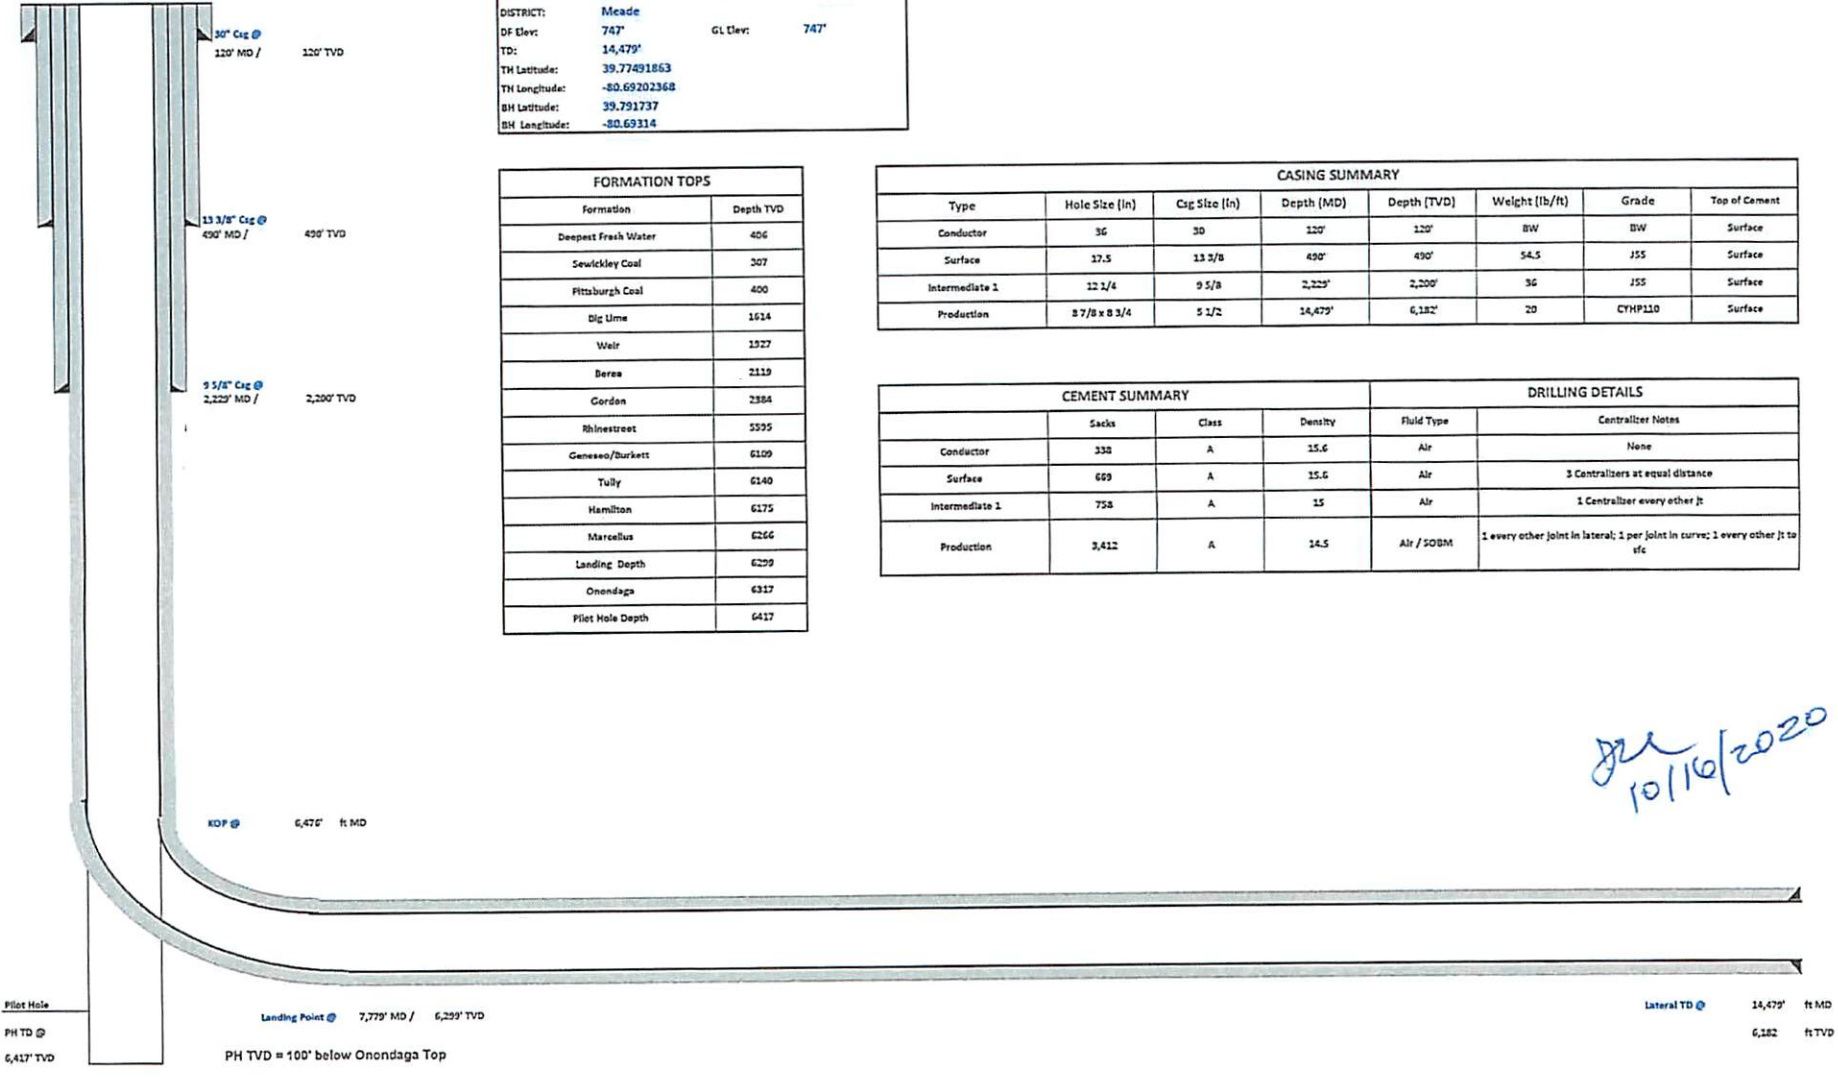 DISTRICT: Meade
DF Elev: 747' GL Elev: 747'
TD: 14,479'
TH Latitude: 39.77491863
TH Longitude: -80.69202368
BH Latitude: 39.791737
BH Longitude: -80.69314
30" Csg @
120' MD / 120' TVD
13 3/8" Csg @
490' MD / 490' TVD
9 5/8" Csg @
2,229' MD / 2,200' TVD
FORMATION TOPS
Formation Depth TVD
Deepest Fresh Water 406
Sewickley Coal 307
Pittsburgh Coal 400
Big Lime 1614
Weir 1927
Berea 2119
Gordon 2384
Rhinestreet 5595
Geneseo/Burkett 6109
Tully 6140
Hamilton 6175
Marcellus 6266
Landing Depth 6299
Onondaga 6317
Pilot Hole Depth 6417
CASING SUMMARY
Type Hole Size (in) Csg Size (in) Depth (MD) Depth (TVD) Weight (lb/ft) Grade Top of Cement
Conductor 36 30 120' 120' BW BW Surface
Surface 17.5 13 3/8 490' 490' 54.5 J55 Surface
Intermediate 1 12 1/4 9 5/8 2,229' 2,200' 36 J55 Surface
Production 8 7/8 x 8 3/4 5 1/2 14,479' 6,182' 20 CYHP110 Surface
CEMENT SUMMARY DRILLING DETAILS
Sacks Class Density Fluid Type Centralizer Notes
Conductor 338 A 15.6 Air None
Surface 669 A 15.6 Air 3 Centralizers at equal distance
Intermediate 1 758 A 15 Air 1 Centralizer every other jt
Production 3,412 A 14.5 Air / SOBM 1 every other joint in lateral; 1 per joint in curve; 1 every other jt to
sfc
10/16/2020
KOP @ 6,476' ft MD
Landing Point @ 7,779' MD / 6,299' TVD
PH TVD = 100' below Onondaga Top
Pilot Hole
PH TD @
6,417' TVD
Lateral TD @ 14,479' ft MD
6,182 ft TVD